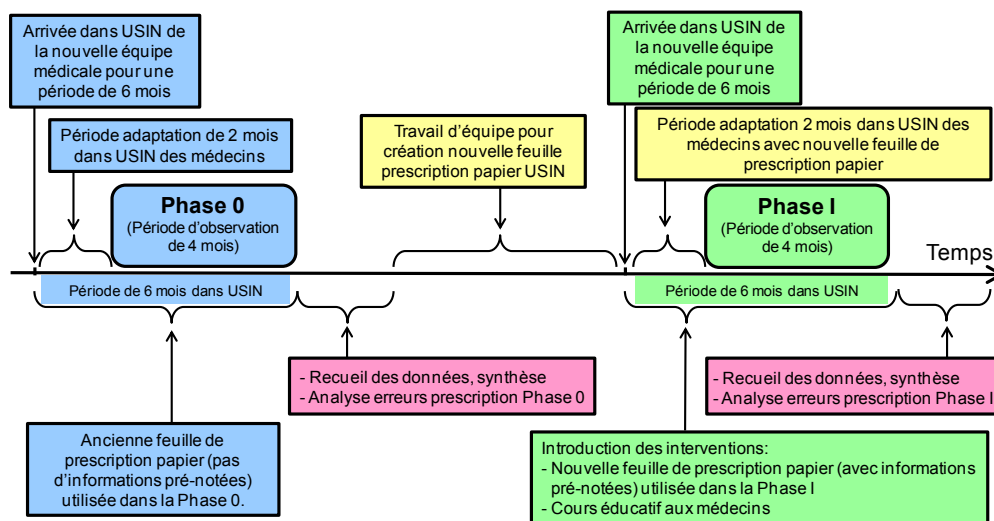 Arrivée dans USIN de
la nouvelle équipe
médicale pour une
période de 6 mois
Période adaptation de 2 mois
dans USIN des médecins
Phase 0
(Période d'observation
de 4 mois)
Travail d'équipe pour
création nouvelle feuille
prescription papier USIN
Arrivée dans USIN de
la nouvelle équipe
médicale pour une
période de 6 mois
Période adaptation 2 mois dans USIN des
médecins avec nouvelle feuille de
prescription papier
Phase I
(Période d'observation
de 4 mois)
Temps
Période de 6 mois dans USIN
Période de 6 mois dans USIN
- Recueil des données, synthèse
- Analyse erreurs prescription Phase 0
- Recueil des données, synthèse
- Analyse erreurs prescription Phase I
Ancienne feuille de
prescription papier (pas
d'informations pré-notées)
utilisée dans la Phase 0.
Introduction des interventions:
- Nouvelle feuille de prescription papier (avec informations
pré-notées) utilisée dans la Phase I
- Cours éducatif aux médecins